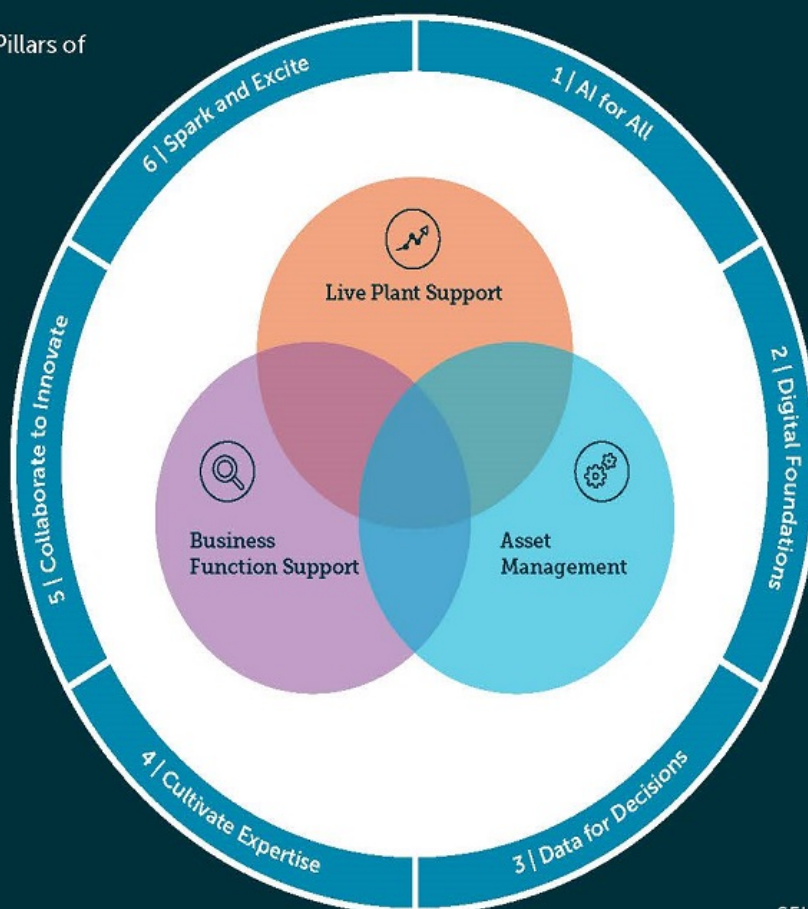 Pillars of
1 | AI for All
2 | Digital Foundations
3 | Data for Decisions
4 | Cultivate Expertise
5 | Collaborate to Innovate
6 | Spark and Excite
Live Plant Support
Business
Function Support
Asset
Management